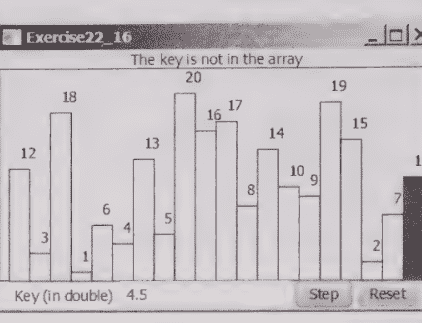 Exercise22_16
The key is not in the array
12 3 18 1 6 4 13 5 20 16 17 8 14 10 9 19 15 2 7
Key (in double) 4.5 Step Reset